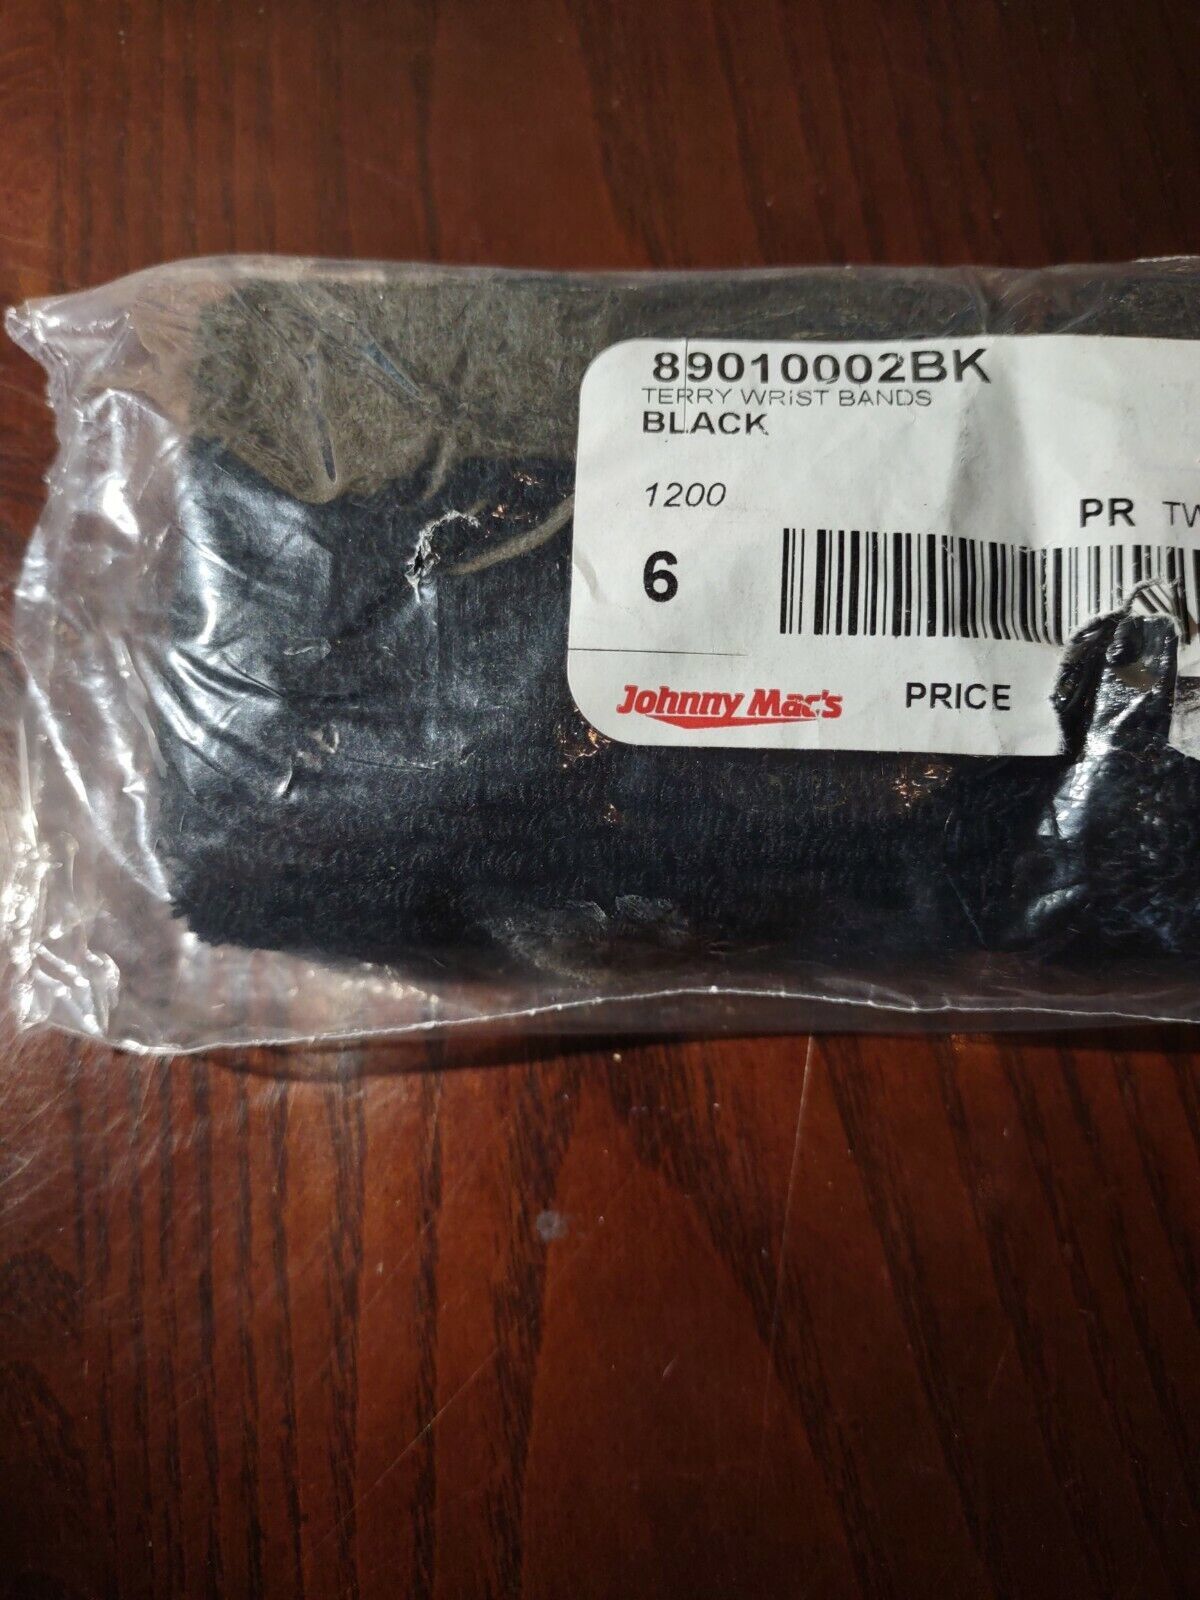 89010002BK
TERRY WRIST BANDS
BLACK
1200
PR
6
Johnny Mac's
PRICE